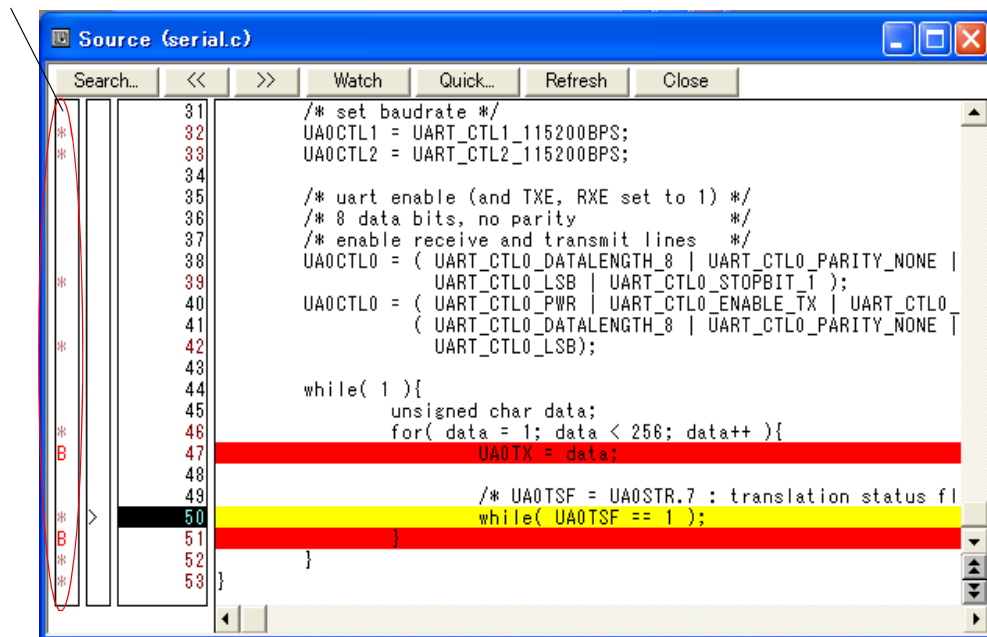 Source (serial.c)
Search... << >> Watch Quick... Refresh Close
31 /* set baudrate */
* 32 UA0CTL1 = UART_CTL1_115200BPS;
* 33 UA0CTL2 = UART_CTL2_115200BPS;
34
35 /* uart enable (and TXE, RXE set to 1) */
36 /* 8 data bits, no parity */
37 /* enable receive and transmit lines */
38 UA0CTL0 = ( UART_CTL0_DATALENGTH_8 | UART_CTL0_PARITY_NONE |
* 39 UART_CTL0_LSB | UART_CTL0_STOPBIT_1 );
40 UA0CTL0 = ( UART_CTL0_PWR | UART_CTL0_ENABLE_TX | UART_CTL0_
41 ( UART_CTL0_DATALENGTH_8 | UART_CTL0_PARITY_NONE |
* 42 UART_CTL0_LSB);
43
44 while( 1 ){
45 unsigned char data;
* 46 for( data = 1; data < 256; data++ ){
B 47 UA0TX = data;
48
49 /* UA0TSF = UA0STR.7 : translation status fl
* > 50 while( UA0TSF == 1 );
B 51 }
* 52 }
* 53 }